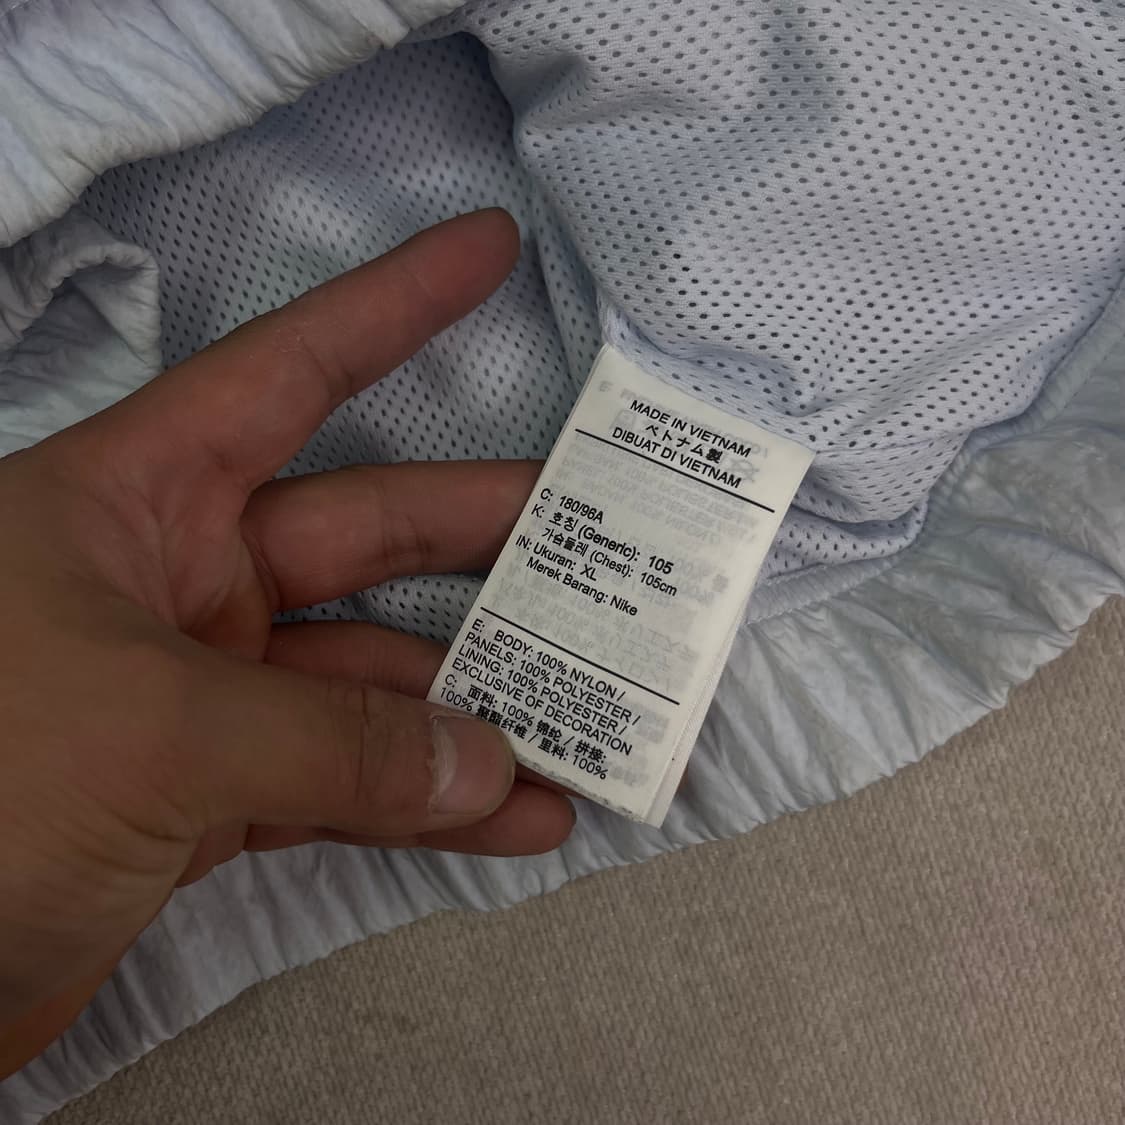 MADE IN VIETNAM
ベトナム製
DIBUAT DI VIETNAM
C: 180/96A
K: 호칭 (Generic): 105
가슴둘레 (Chest): 105cm
IN: Ukuran: XL
Merek Barang: Nike
E: BODY: 100% NYLON /
PANELS: 100% POLYESTER /
LINING: 100% POLYESTER /
EXCLUSIVE OF DECORATION
C: 面料: 100% 锦纶 / 拼接:
100% 聚酯纤维 / 里料: 100%